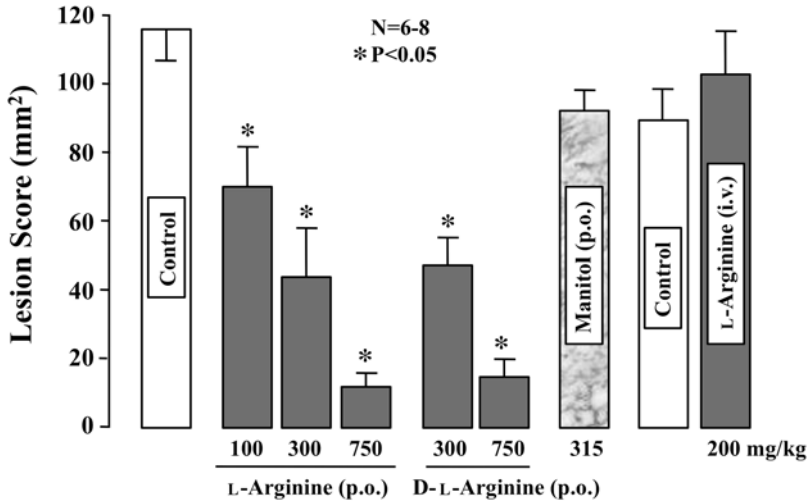 Lesion Score (mm²)
120
100
80
60
40
20
0
N=6-8
* P<0.05
Control
*
*
*
*
*
Manitol (p.o.)
Control
L-Arginine (i.v.)
100 300 750 300 750 315 200 mg/kg
L-Arginine (p.o.) D-L-Arginine (p.o.)